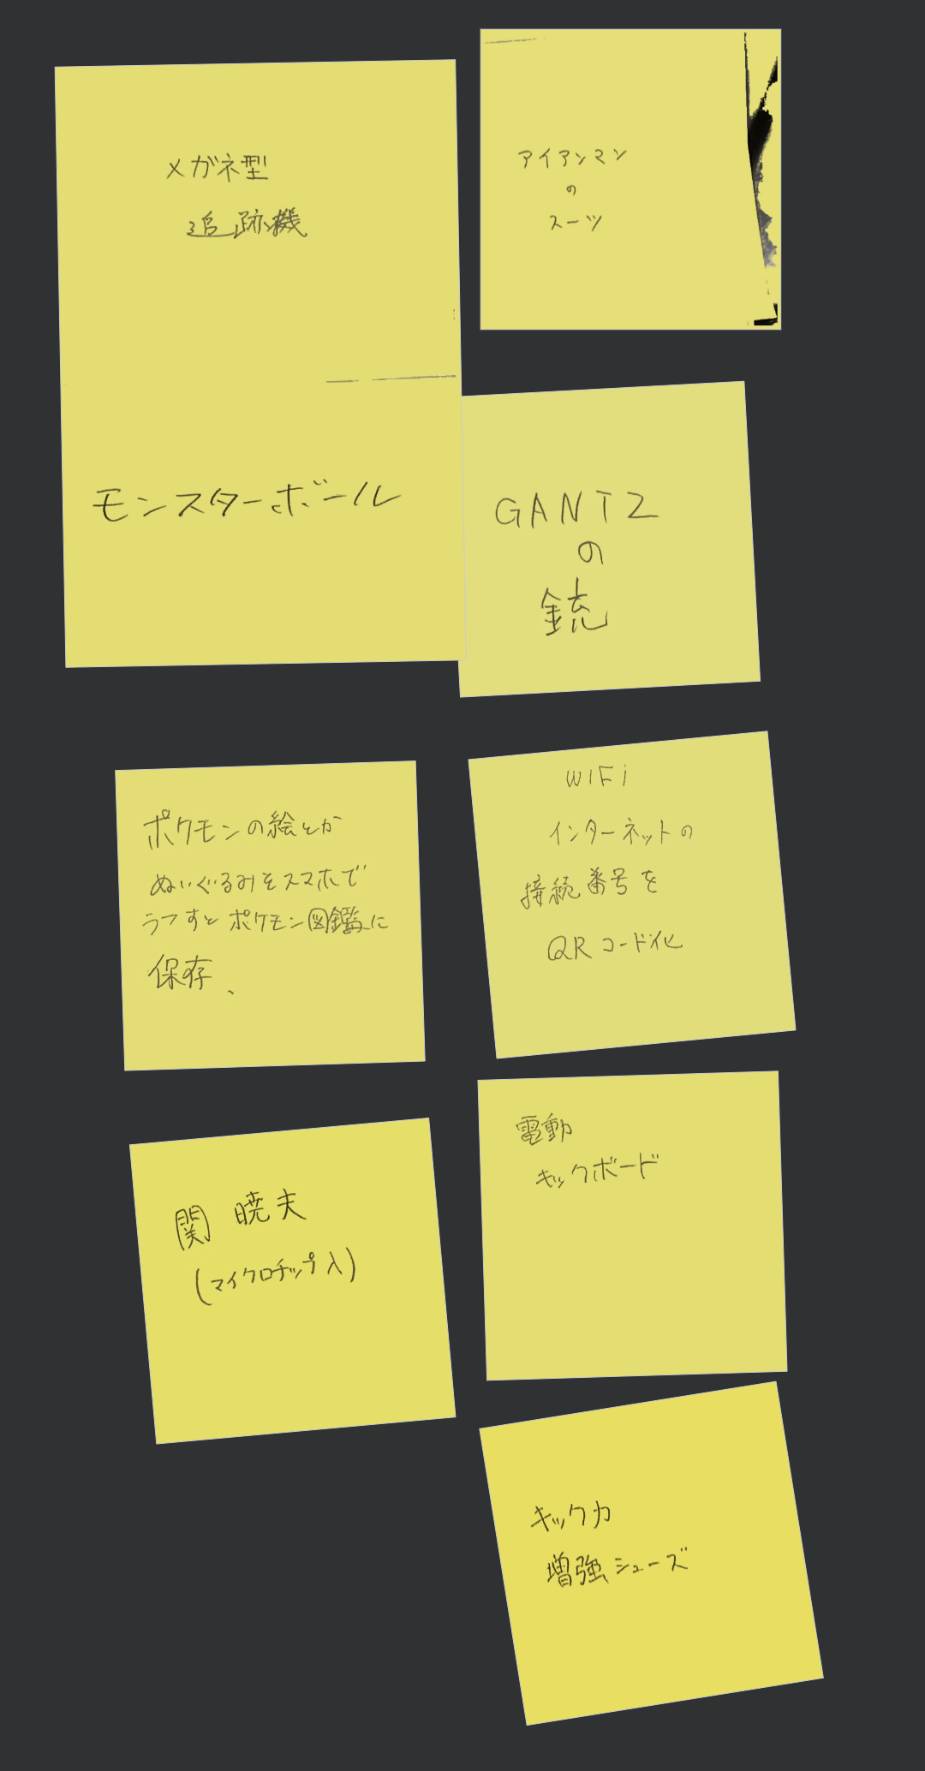 メガネ型
追跡機
モンスターボール
アイアンマン
の
スーツ
GANTZ
の
銃
ポケモンの絵とか
ぬいぐるみをスマホで
うつすとポケモン図鑑に
保存、
WIFi
インターネットの
接続番号を
QRコード化
関 暁夫
(マイクロチップ入)
電動
キックボード
キック力
増強シューズ